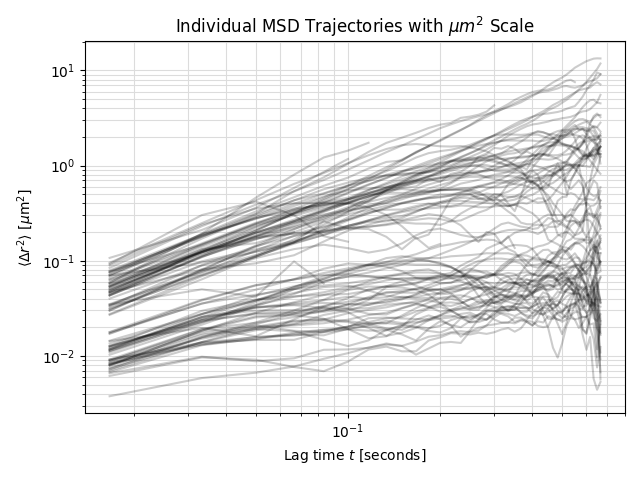 Individual MSD Trajectories with μm² Scale
⟨Δr²⟩ [μm²]
10¹
10⁰
10⁻¹
10⁻²
10⁻¹
Lag time t [seconds]